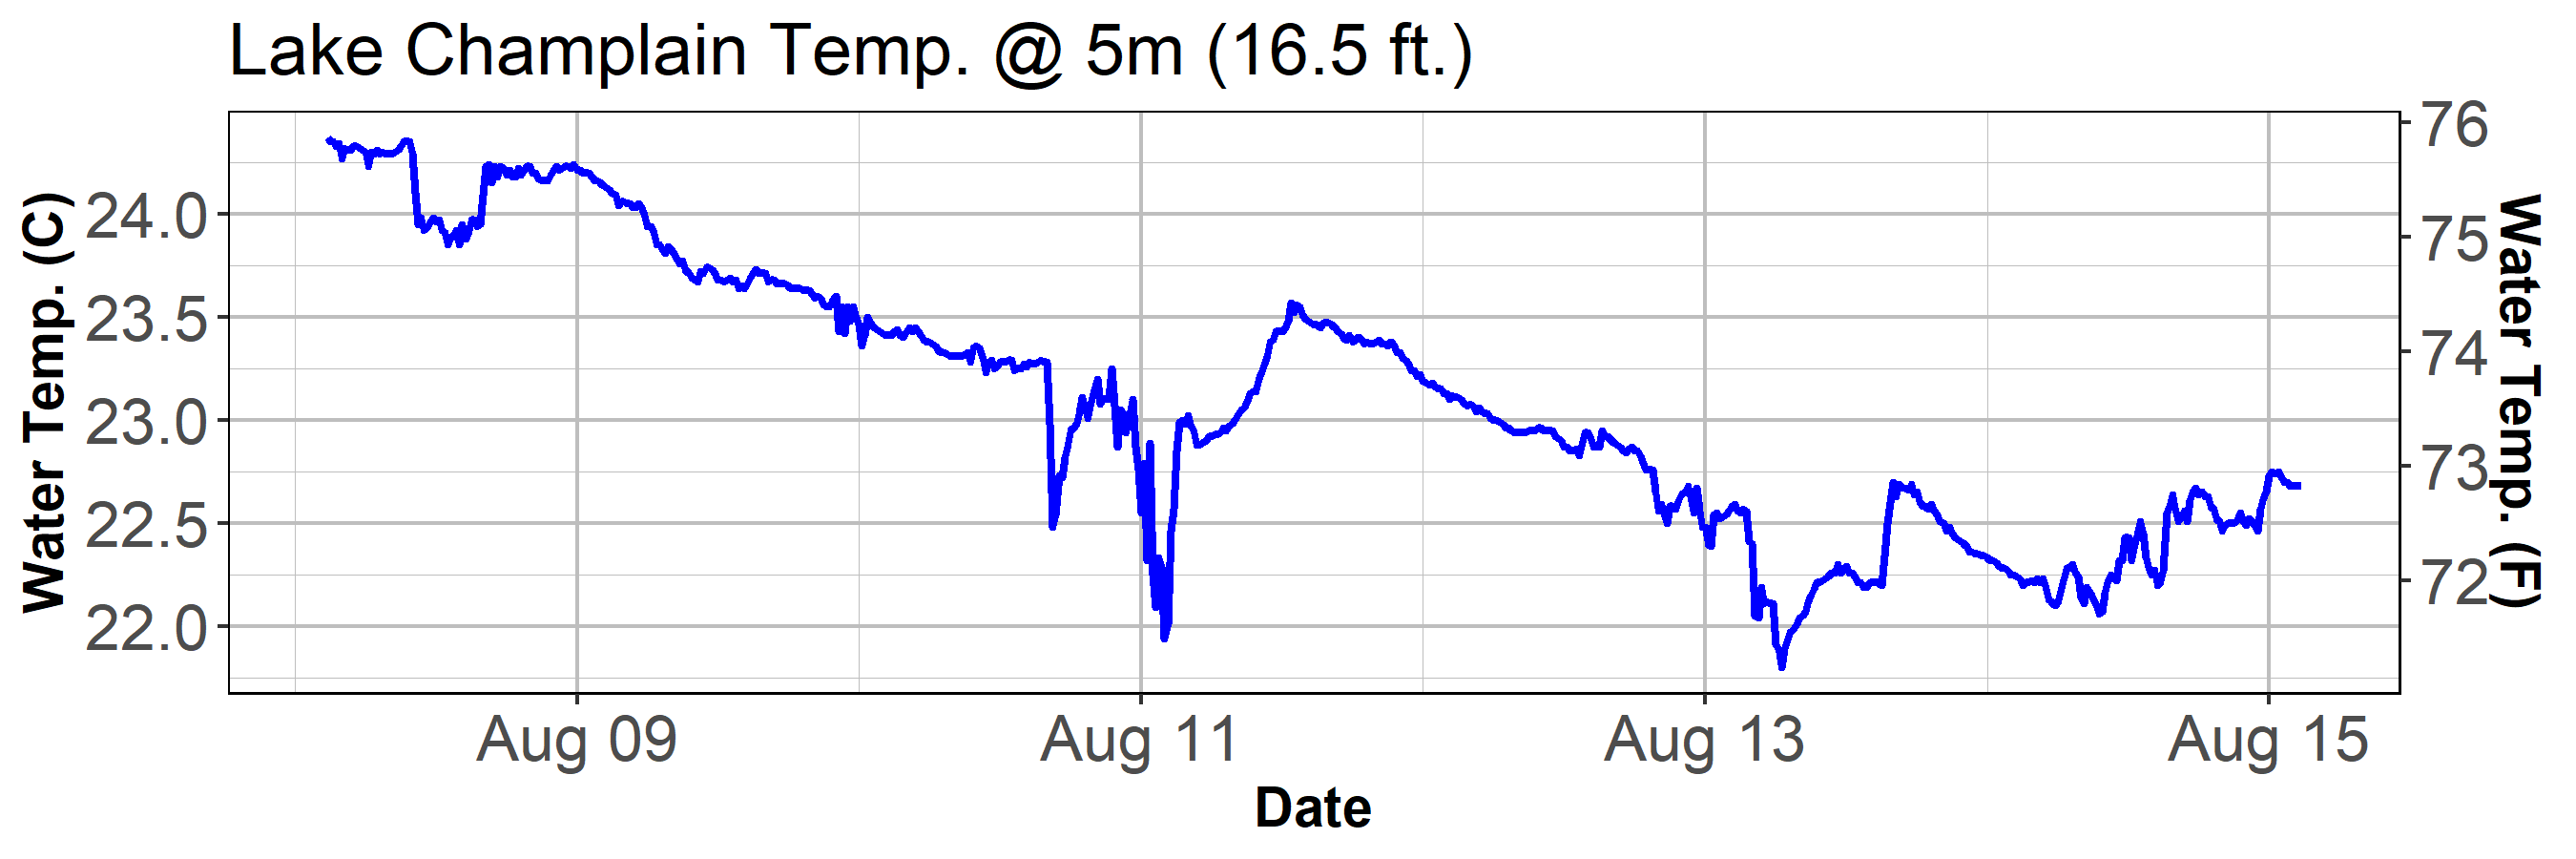 Lake Champlain Temp. @ 5m (16.5 ft.)
Water Temp. (C)
24.0
23.5
23.0
22.5
22.0
76
75
74
73
72
Water Temp. (F)
Aug 09
Aug 11
Aug 13
Aug 15
Date